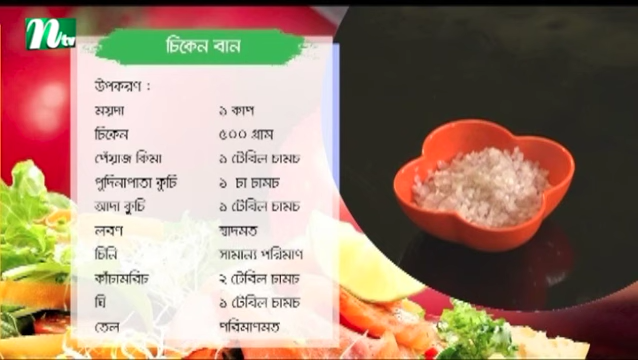 ntv
চিকেন বান
উপকরণ :
ময়দা ১ কাপ
চিকেন ৫০০ গ্রাম
পেঁয়াজ কিমা ১ টেবিল চামচ
পুদিনাপাতা কুচি ১ চা চামচ
আদা কুচি ১ টেবিল চামচ
লবণ স্বাদমত
চিনি সামান্য পরিমাণ
কাঁচামরিচ ২ টেবিল চামচ
ঘি ১ টেবিল চামচ
তেল পরিমাণমত